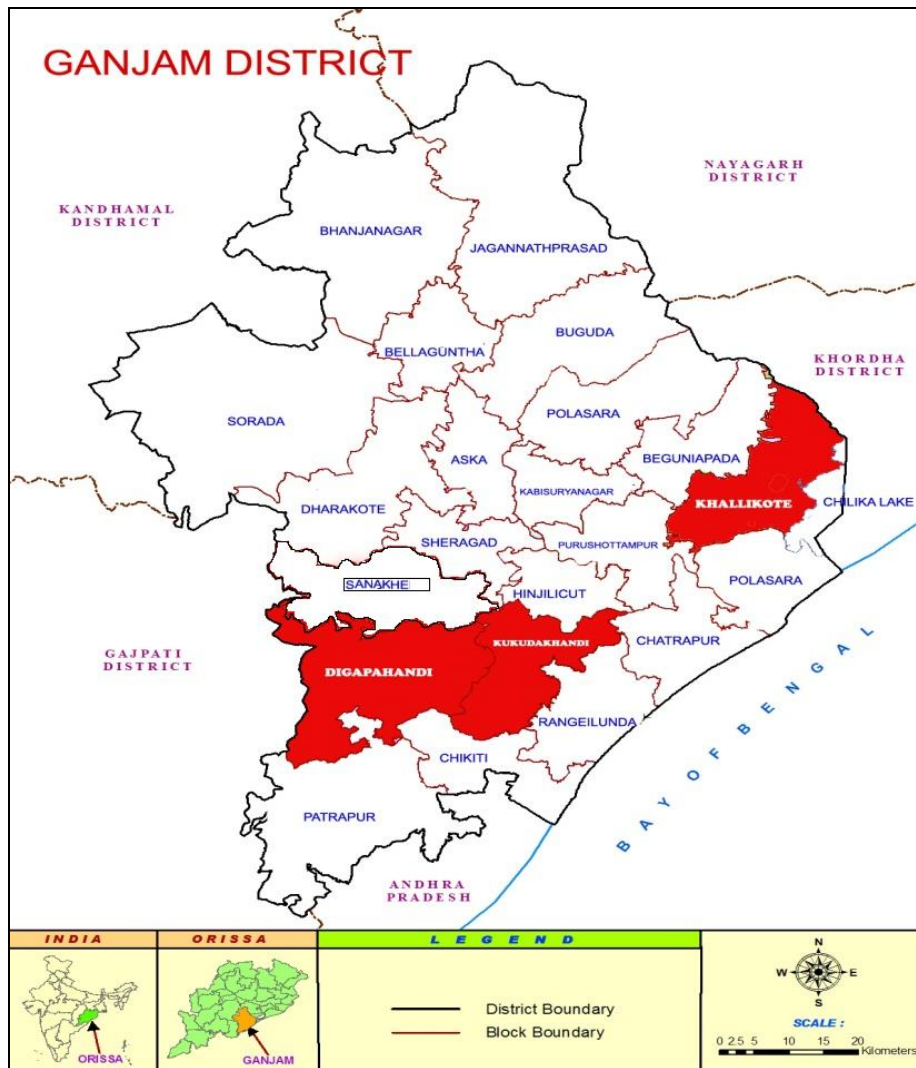 GANJAM DISTRICT
NAYAGARH
DISTRICT
KANDHAMAL
DISTRICT
BHANJANAGAR
JAGANNATHPRASAD
BUGUDA
BELLAGUNTHA
KHORDHA
DISTRICT
POLASARA
SORADA
ASKA
BEGUNIAPADA
KABISURYANAGAR
KHALLIKOTE
CHILIKA LAKE
DHARAKOTE
SHERAGAD
PURUSHOTTAMPUR
SANAKHE
HINJILICUT
POLASARA
KUKUDAKHANDI
CHATRAPUR
GAJPATI
DISTRICT
DIGAPAHANDI
RANGEILUNDA
CHIKITI
BAY OF BENGAL
PATRAPUR
ANDHRA
PRADESH
INDIA
ORISSA
LEGEND
N
W E
S
District Boundary
Block Boundary
SCALE :
0 2.5 5 10 15 20
Kilometers
ORISSA
GANJAM